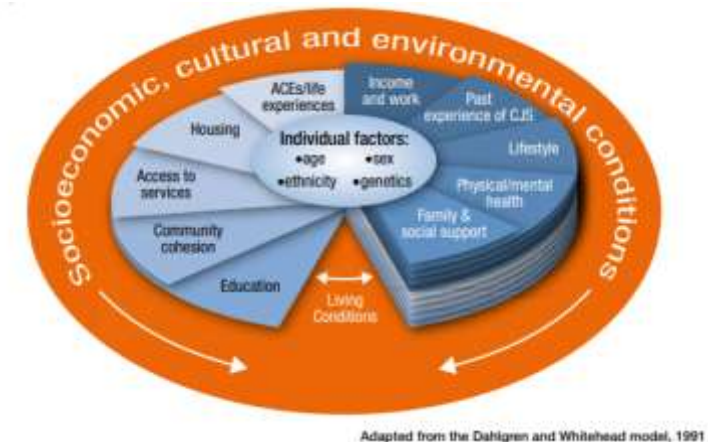 Socioeconomic, cultural and environmental conditions
ACEs/life
experiences
Income
and work
Past
experience of CJS
Housing
Lifestyle
Individual factors:
•age •sex
•ethnicity •genetics
Access to
services
Physical/mental
health
Community
cohesion
Family &
social support
Education
Living
Conditions
Adapted from the Dahlgren and Whitehead model, 1991